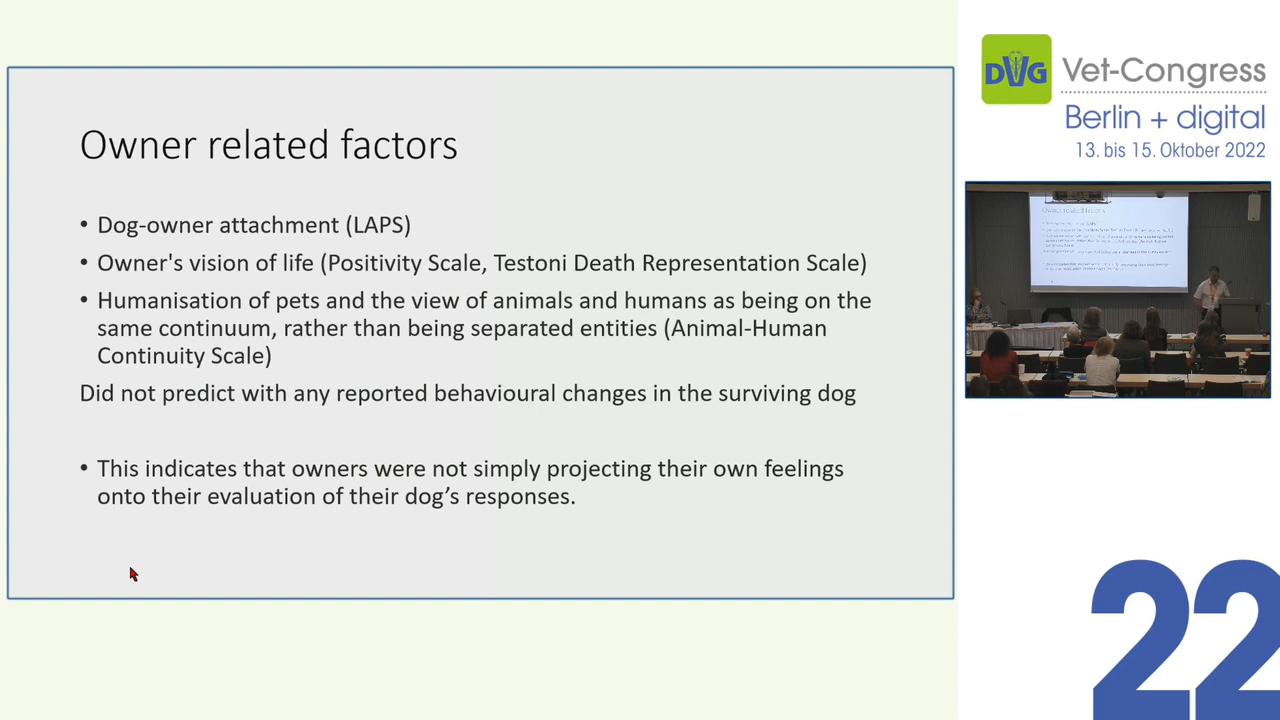 Owner related factors
• Dog-owner attachment (LAPS)
• Owner's vision of life (Positivity Scale, Testoni Death Representation Scale)
• Humanisation of pets and the view of animals and humans as being on the
same continuum, rather than being separated entities (Animal-Human
Continuity Scale)
Did not predict with any reported behavioural changes in the surviving dog
• This indicates that owners were not simply projecting their own feelings
onto their evaluation of their dog’s responses.
DVG
Vet-Congress
Berlin + digital
13. bis 15. Oktober 2022
Owner related factors
22